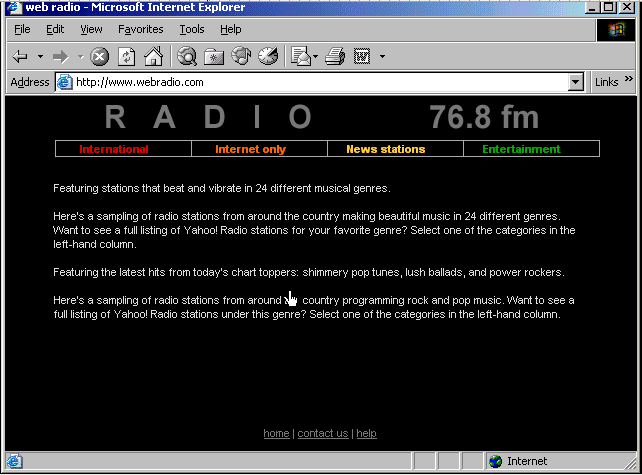 web radio - Microsoft Internet Explorer
File Edit View Favorites Tools Help
Address http://www.webradio.com Links »
RADIO 76.8 fm
International Internet only News stations Entertainment
Featuring stations that beat and vibrate in 24 different musical genres.
Here's a sampling of radio stations from around the country making beautiful music in 24 different genres.
Want to see a full listing of Yahoo! Radio stations for your favorite genre? Select one of the categories in the
left-hand column.
Featuring the latest hits from today's chart toppers: shimmery pop tunes, lush ballads, and power rockers.
Here's a sampling of radio stations from around country programming rock and pop music. Want to see a
full listing of Yahoo! Radio stations under this genre? Select one of the categories in the left-hand column.
home | contact us | help
Internet